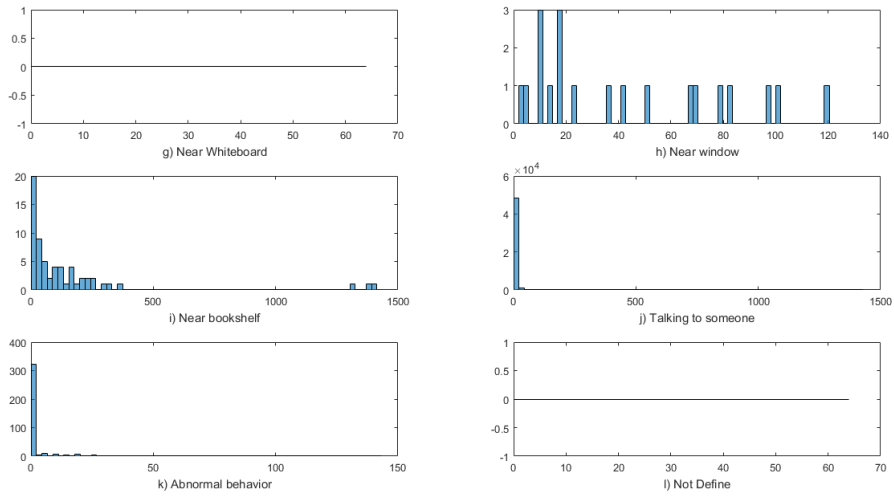 1
0.5
0
-0.5
-1
0 10 20 30 40 50 60 70
g) Near Whiteboard
3
2
1
0
0 20 40 60 80 100 120 140
h) Near window
20
15
10
5
0
0 500 1000 1500
i) Near bookshelf
×10^4
6
4
2
0
0 500 1000 1500
j) Talking to someone
400
300
200
100
0
0 50 100 150
k) Abnormal behavior
1
0.5
0
-0.5
-1
0 10 20 30 40 50 60 70
l) Not Define